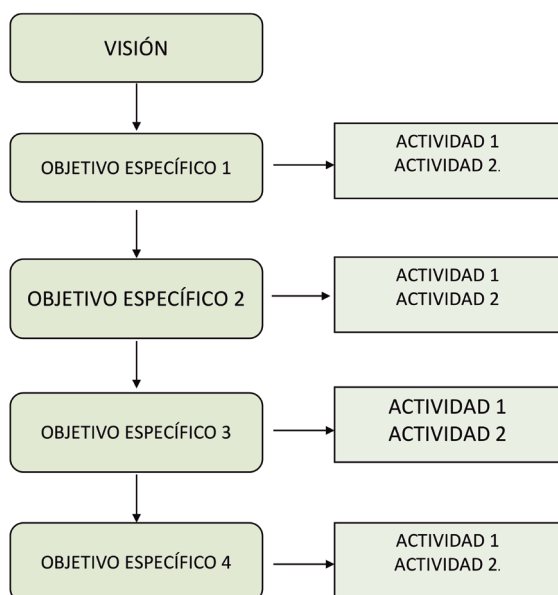 VISIÓN
OBJETIVO ESPECÍFICO 1
ACTIVIDAD 1
ACTIVIDAD 2.
OBJETIVO ESPECÍFICO 2
ACTIVIDAD 1
ACTIVIDAD 2
OBJETIVO ESPECÍFICO 3
ACTIVIDAD 1
ACTIVIDAD 2
OBJETIVO ESPECÍFICO 4
ACTIVIDAD 1
ACTIVIDAD 2.